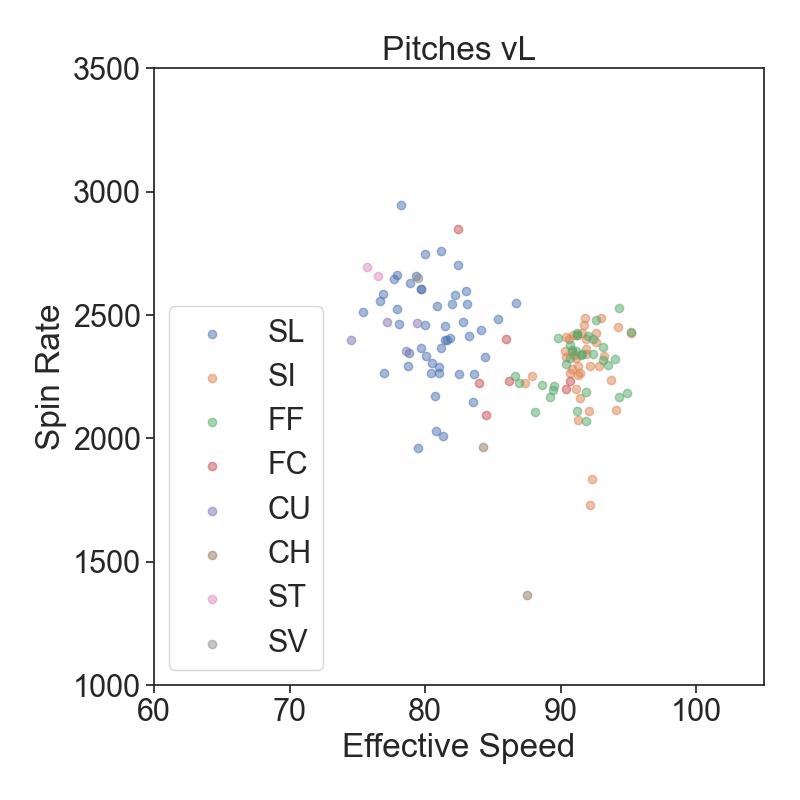 Pitches vL
3500
3000
2500
2000
1500
1000
Spin Rate
SL
SI
FF
FC
CU
CH
ST
SV
60 70 80 90 100
Effective Speed